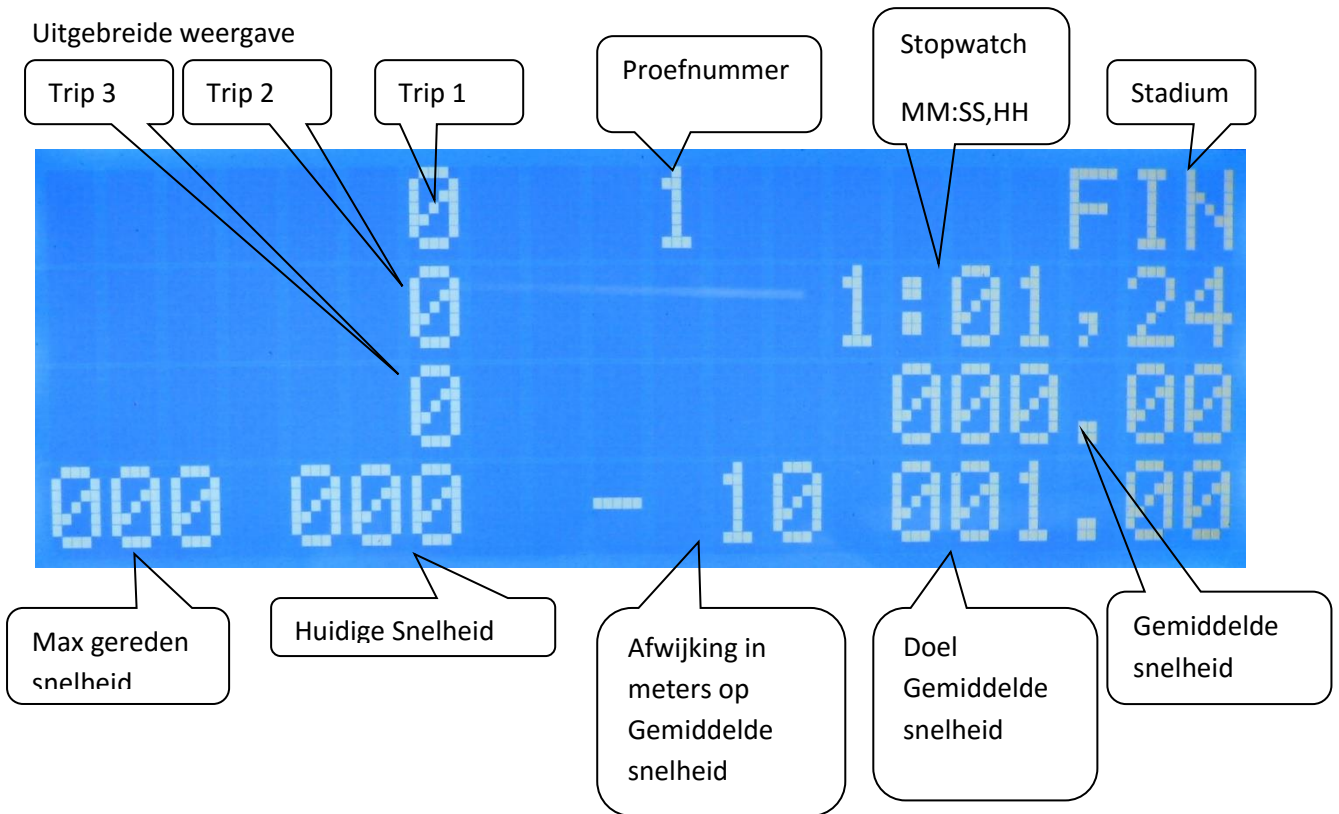 Uitgebreide weergave
Trip 3
Trip 2
Trip 1
Proefnummer
Stopwatch
MM:SS,HH
Stadium
0 1 FIN
0 1:01,24
0 000.00
000 000 - 10 001.00
Max gereden
snelheid
Huidige Snelheid
Afwijking in
meters op
Gemiddelde
snelheid
Doel
Gemiddelde
snelheid
Gemiddelde
snelheid